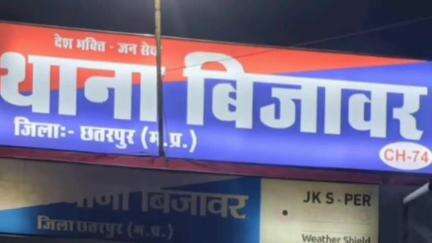 देश भक्ति - जन सेवा
थाना बिजावर
जिला:- छतरपुर (म.प्र.)
CH-74
थाना बिजावर
जिला छतरपुर (म.प्र.)
JK S - PER
Weather Shield